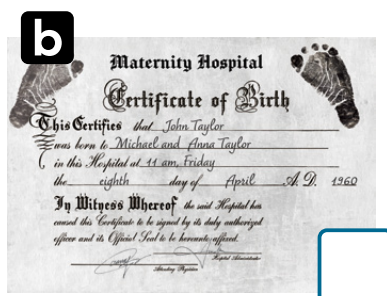 b
Maternity Hospital
Certificate of Birth
This Certifies that John Taylor
was born to Michael and Anna Taylor
in this Hospital at 11 am, Friday
the eighth day of April A. D. 1960
In Witness Whereof the said Hospital has
caused this Certificate to be signed by its duly authorized
officer and its Official Seal to be hereunto affixed.
Hospital Administrator
Attending Physician